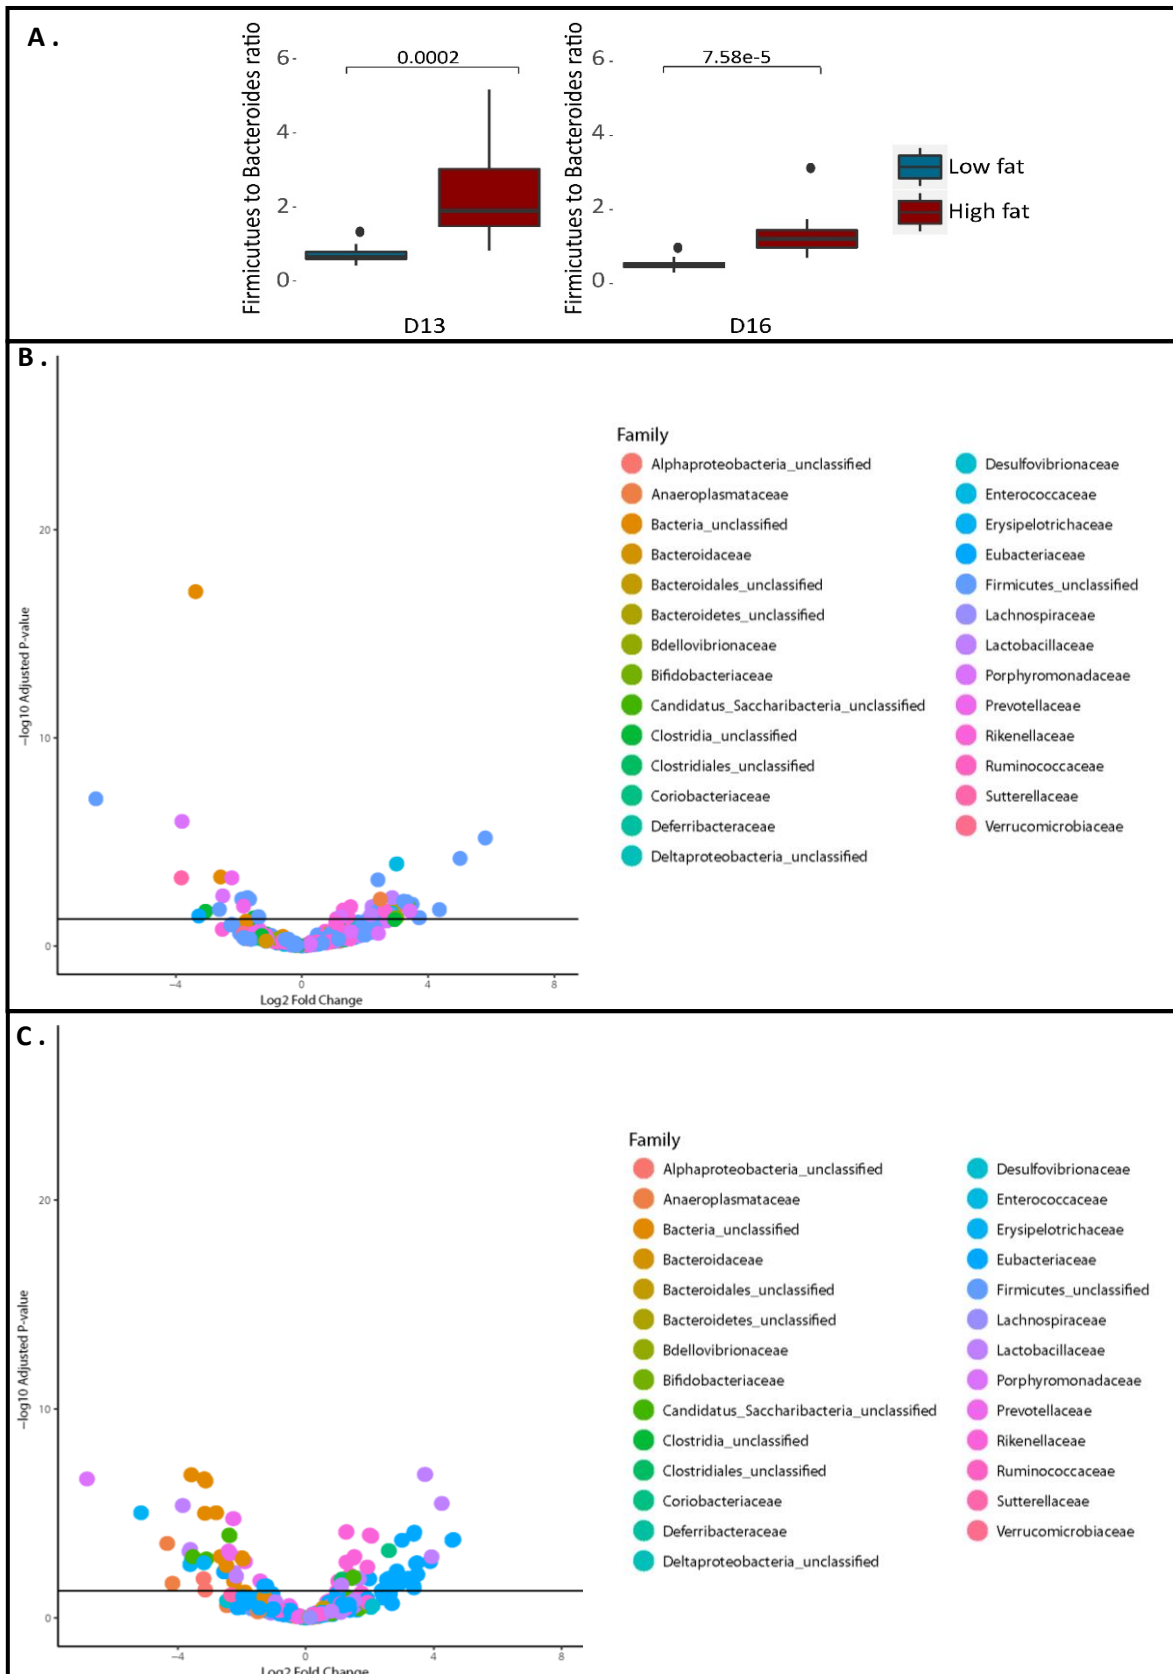 A .
Firmicutues to Bacteroides ratio
6
4
2
0
0.0002
D13
Firmicutues to Bacteroides ratio
6
4
2
0
7.58e-5
D16
Low fat
High fat
B .
−log10 Adjusted P-value
20
10
0
−4
0
4
8
Log2 Fold Change
Family
Alphaproteobacteria_unclassified
Anaeroplasmataceae
Bacteria_unclassified
Bacteroidaceae
Bacteroidales_unclassified
Bacteroidetes_unclassified
Bdellovibrionaceae
Bifidobacteriaceae
Candidatus_Saccharibacteria_unclassified
Clostridia_unclassified
Clostridiales_unclassified
Coriobacteriaceae
Deferribacteraceae
Deltaproteobacteria_unclassified
Desulfovibrionaceae
Enterococcaceae
Erysipelotrichaceae
Eubacteriaceae
Firmicutes_unclassified
Lachnospiraceae
Lactobacillaceae
Porphyromonadaceae
Prevotellaceae
Rikenellaceae
Ruminococcaceae
Sutterellaceae
Verrucomicrobiaceae
C .
−log10 Adjusted P-value
20
10
0
−4
0
4
8
Log2 Fold Change
Family
Alphaproteobacteria_unclassified
Anaeroplasmataceae
Bacteria_unclassified
Bacteroidaceae
Bacteroidales_unclassified
Bacteroidetes_unclassified
Bdellovibrionaceae
Bifidobacteriaceae
Candidatus_Saccharibacteria_unclassified
Clostridia_unclassified
Clostridiales_unclassified
Coriobacteriaceae
Deferribacteraceae
Deltaproteobacteria_unclassified
Desulfovibrionaceae
Enterococcaceae
Erysipelotrichaceae
Eubacteriaceae
Firmicutes_unclassified
Lachnospiraceae
Lactobacillaceae
Porphyromonadaceae
Prevotellaceae
Rikenellaceae
Ruminococcaceae
Sutterellaceae
Verrucomicrobiaceae